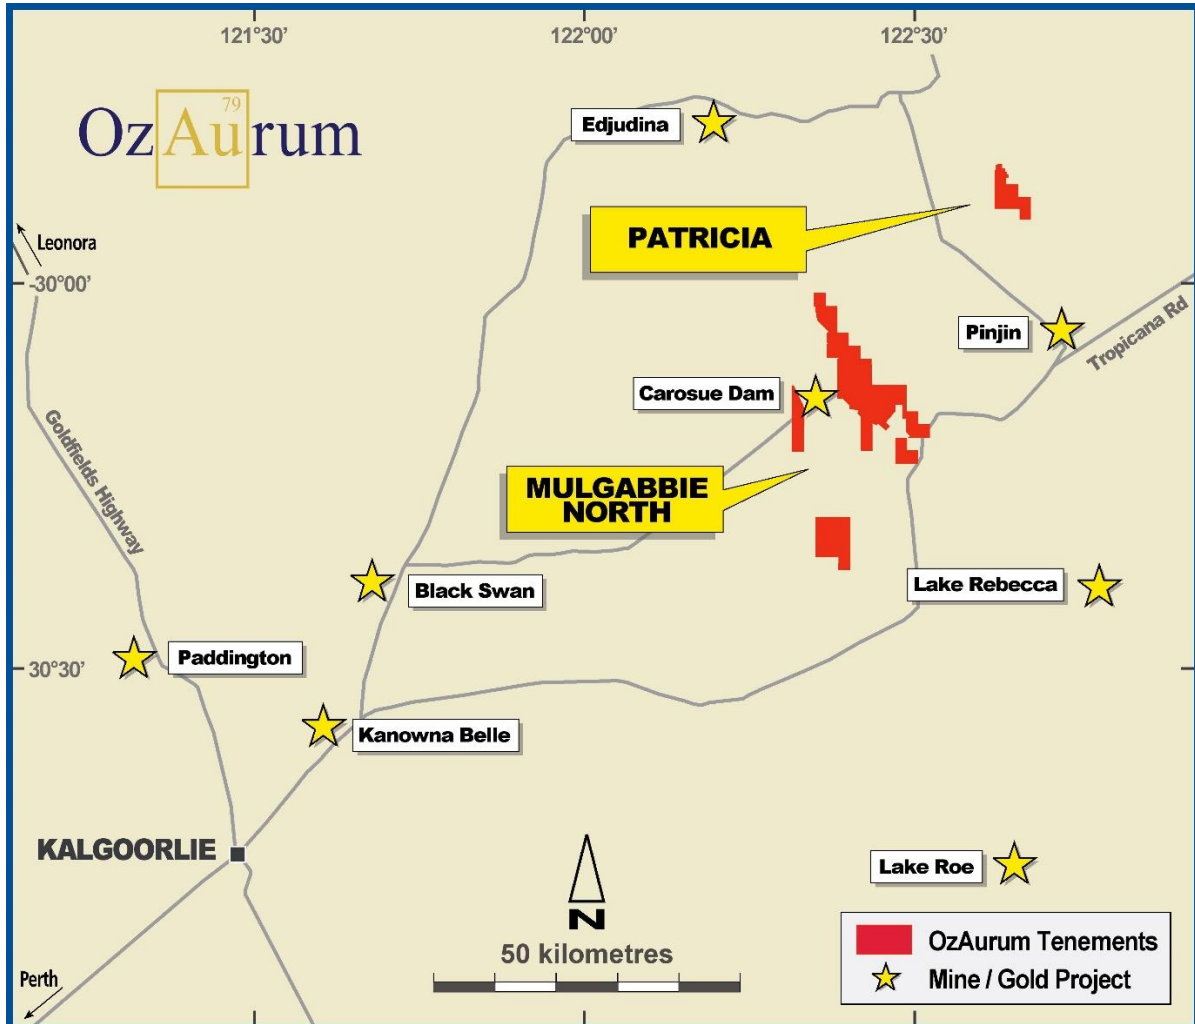 121°30’
122°00’
122°30’
79
OzAurum
Edjudina
PATRICIA
Leonora
-30°00’
Pinjin
Tropicana Rd
Carosue Dam
Goldfields Highway
MULGABBIE
NORTH
Black Swan
Lake Rebecca
Paddington
30°30’
Kanowna Belle
KALGOORLIE
Lake Roe
N
50 kilometres
OzAurum Tenements
Mine / Gold Project
Perth